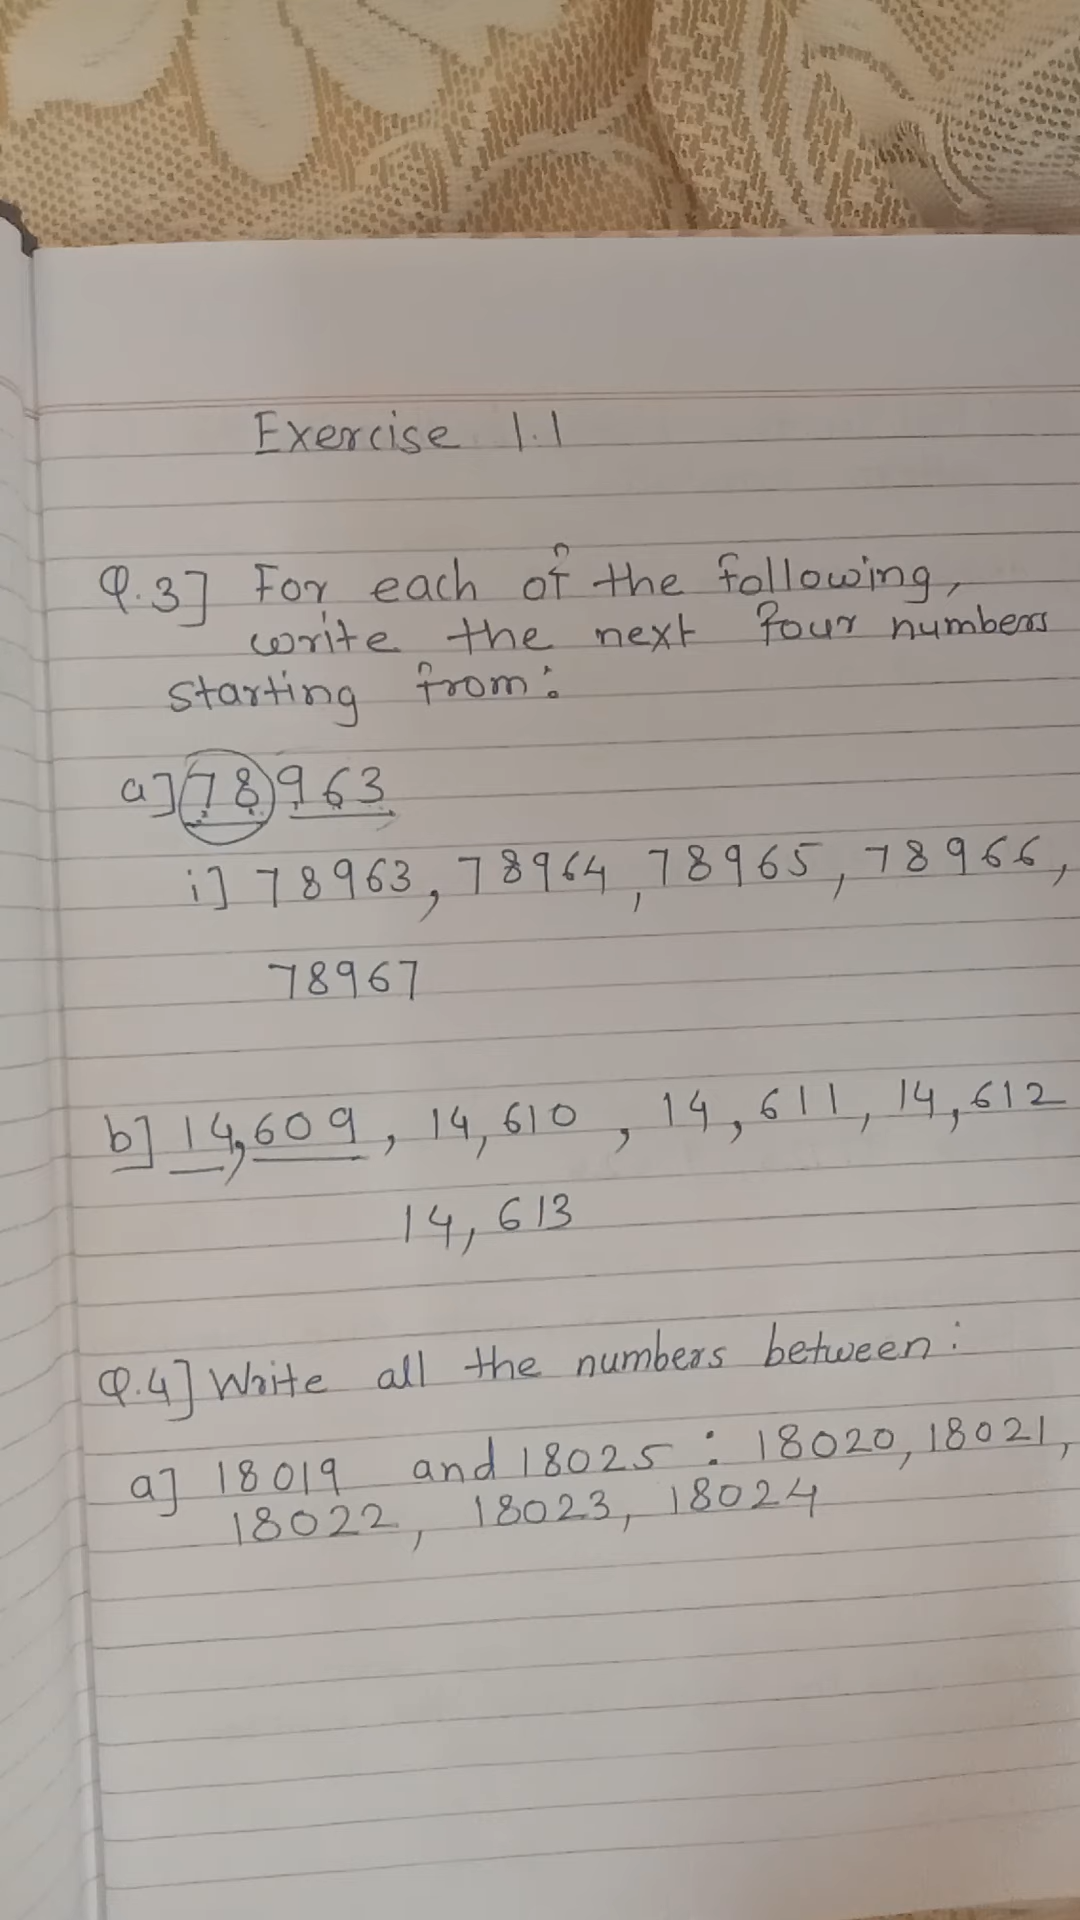 Exercise 1.1
Q.3] For each of the following,
write the next four numbers
starting from:
a] 78963
i] 78963, 78964, 78965, 78966,
78967
b] 14,609, 14,610, 14,611, 14,612
14,613
Q.4] Write all the numbers between:
a] 18019 and 18025 : 18020, 18021,
18022, 18023, 18024